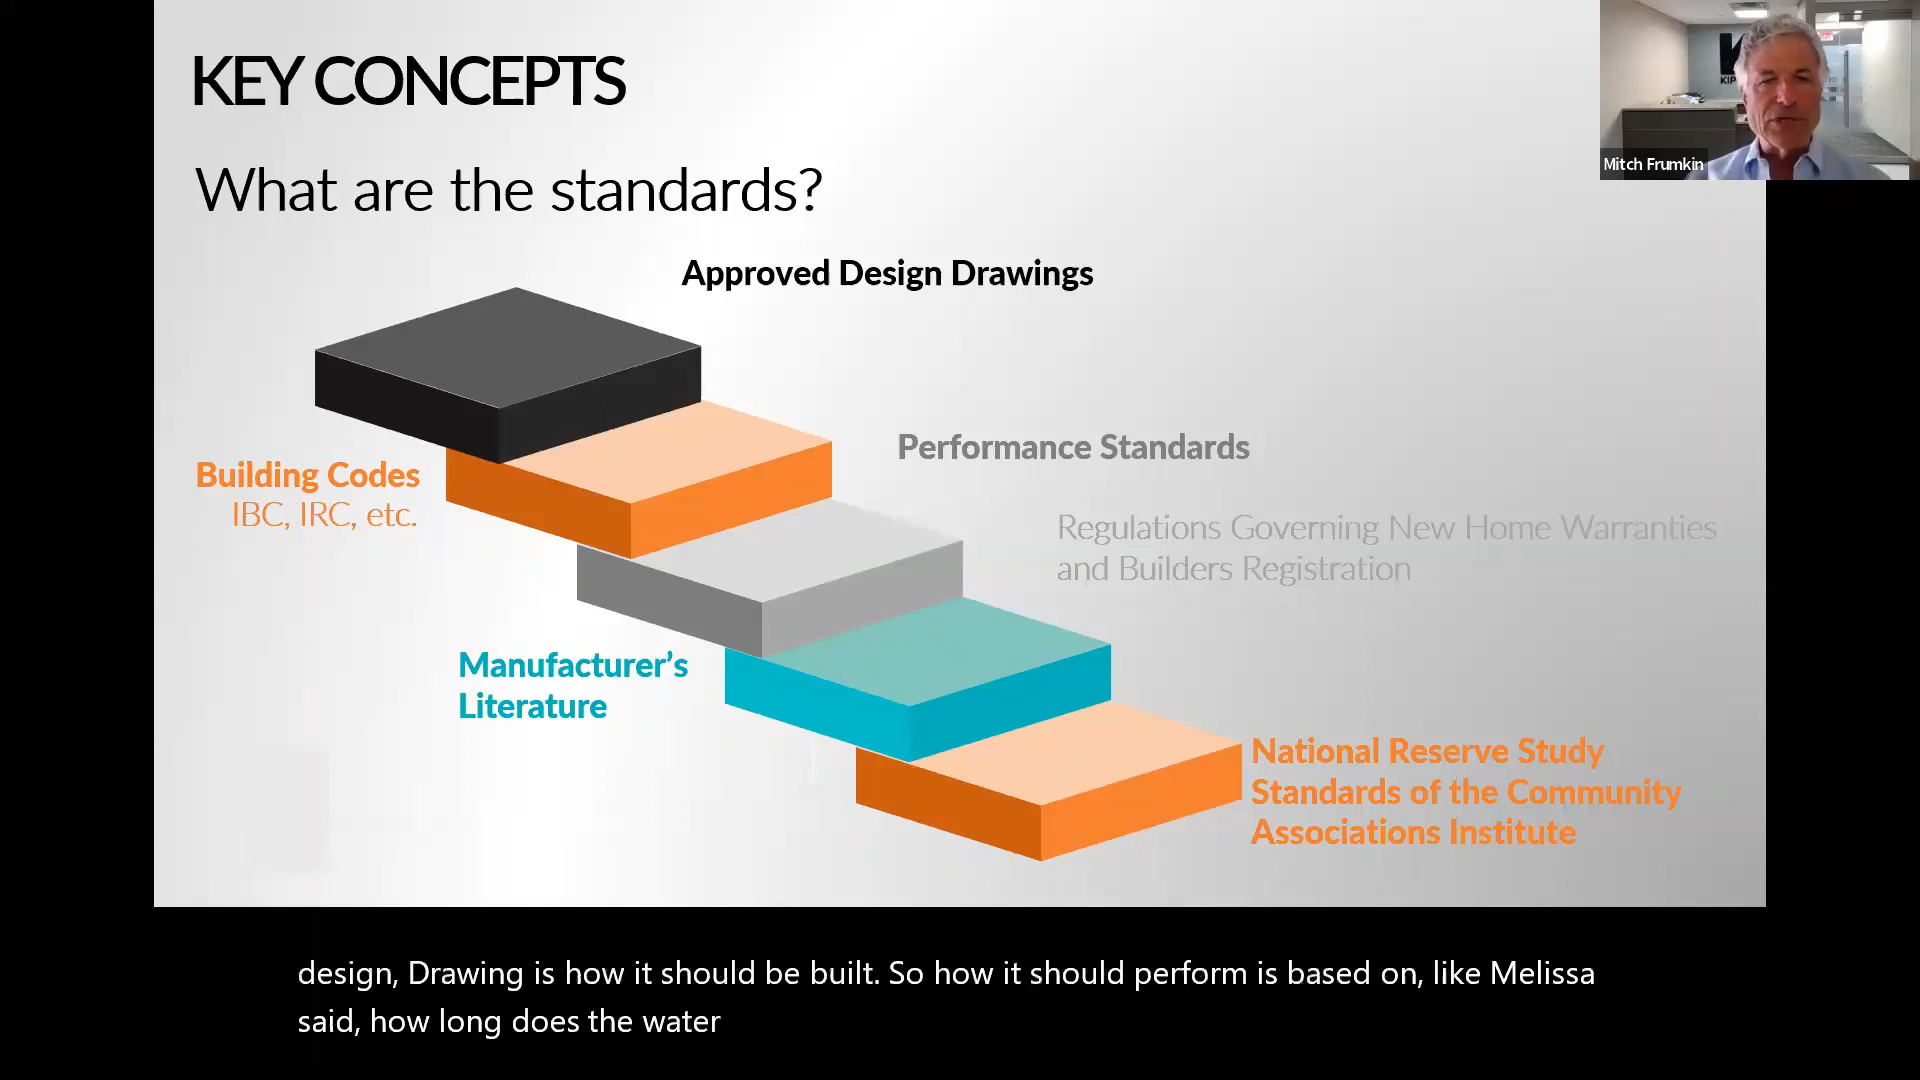 KEY CONCEPTS
What are the standards?
Approved Design Drawings
Building Codes
IBC, IRC, etc.
Performance Standards
Regulations Governing New Home Warranties
and Builders Registration
Manufacturer’s
Literature
National Reserve Study
Standards of the Community
Associations Institute
Mitch Frumkin
design, Drawing is how it should be built. So how it should perform is based on, like Melissa
said, how long does the water